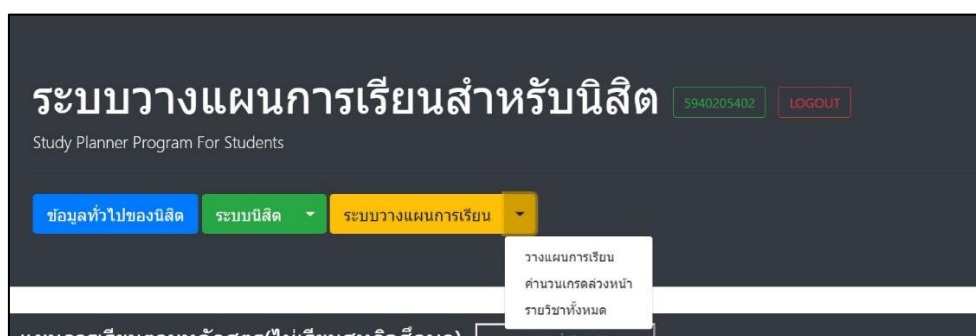 ระบบวางแผนการเรียนสำหรับนิสิต 5940205402 LOGOUT
Study Planner Program For Students
ข้อมูลทั่วไปของนิสิต ระบบนิสิต ระบบวางแผนการเรียน
วางแผนการเรียน
คำนวนเกรดล่วงหน้า
รายวิชาทั้งหมด